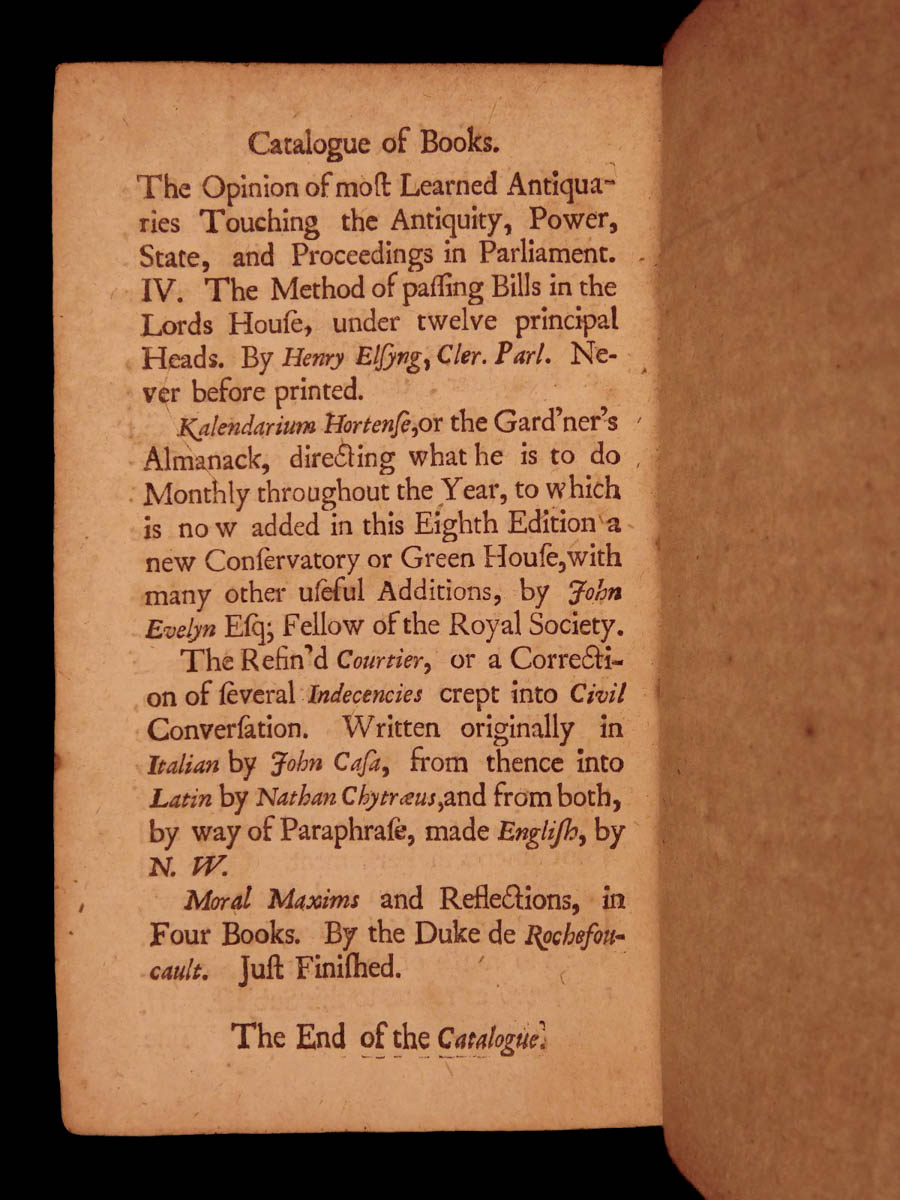 Catalogue of Books.
The Opinion of moſt Learned Antiqua-
ries Touching the Antiquity, Power,
State, and Proceedings in Parliament.
IV. The Method of paſſing Bills in the
Lords Houſe, under twelve principal
Heads. By Henry Elſyng, Cler. Parl. Ne-
ver before printed.
Kalendarium Hortenſe,or the Gard'ner's
Almanack, directing what he is to do
Monthly throughout the Year, to which
is now added in this Eighth Edition a
new Conſervatory or Green Houſe,with
many other uſeful Additions, by John
Evelyn Eſq; Fellow of the Royal Society.
The Refin'd Courtier, or a Correcti-
on of ſeveral Indecencies crept into Civil
Converſation. Written originally in
Italian by John Caſa, from thence into
Latin by Nathan Chytræus,and from both,
by way of Paraphraſe, made Engliſh, by
N. W.
Moral Maxims and Reflections, in
Four Books. By the Duke de Rochefou-
cault. Juſt Finiſhed.
The End of the Catalogue.